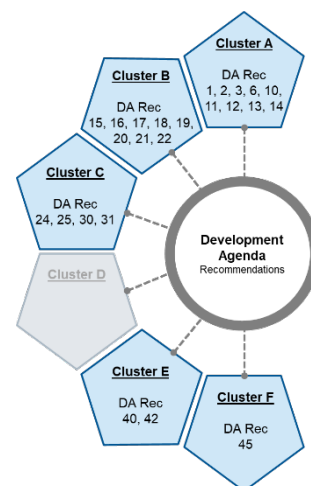 Cluster A
DA Rec
1, 2, 3, 6, 10,
11, 12, 13, 14
Cluster B
DA Rec
15, 16, 17, 18, 19,
20, 21, 22
Cluster C
DA Rec
24, 25, 30, 31
Development
Agenda
Recommendations
Cluster D
Cluster E
DA Rec
40, 42
Cluster F
DA Rec
45